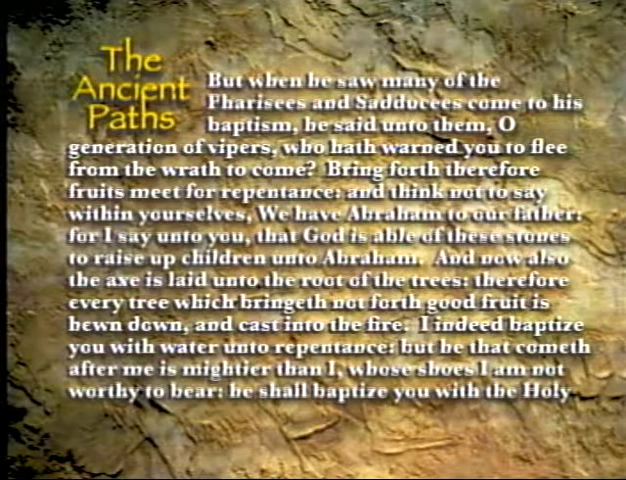 The
Ancient
Paths
But when he saw many of the
Pharisees and Sadducees come to his
baptism, he said unto them, O
generation of vipers, who hath warned you to flee
from the wrath to come? Bring forth therefore
fruits meet for repentance: and think not to say
within yourselves, We have Abraham to our father:
for I say unto you, that God is able of these stones
to raise up children unto Abraham. And now also
the axe is laid unto the root of the trees: therefore
every tree which bringeth not forth good fruit is
hewn down, and cast into the fire. I indeed baptize
you with water unto repentance: but he that cometh
after me is mightier than I, whose shoes I am not
worthy to bear: he shall baptize you with the Holy